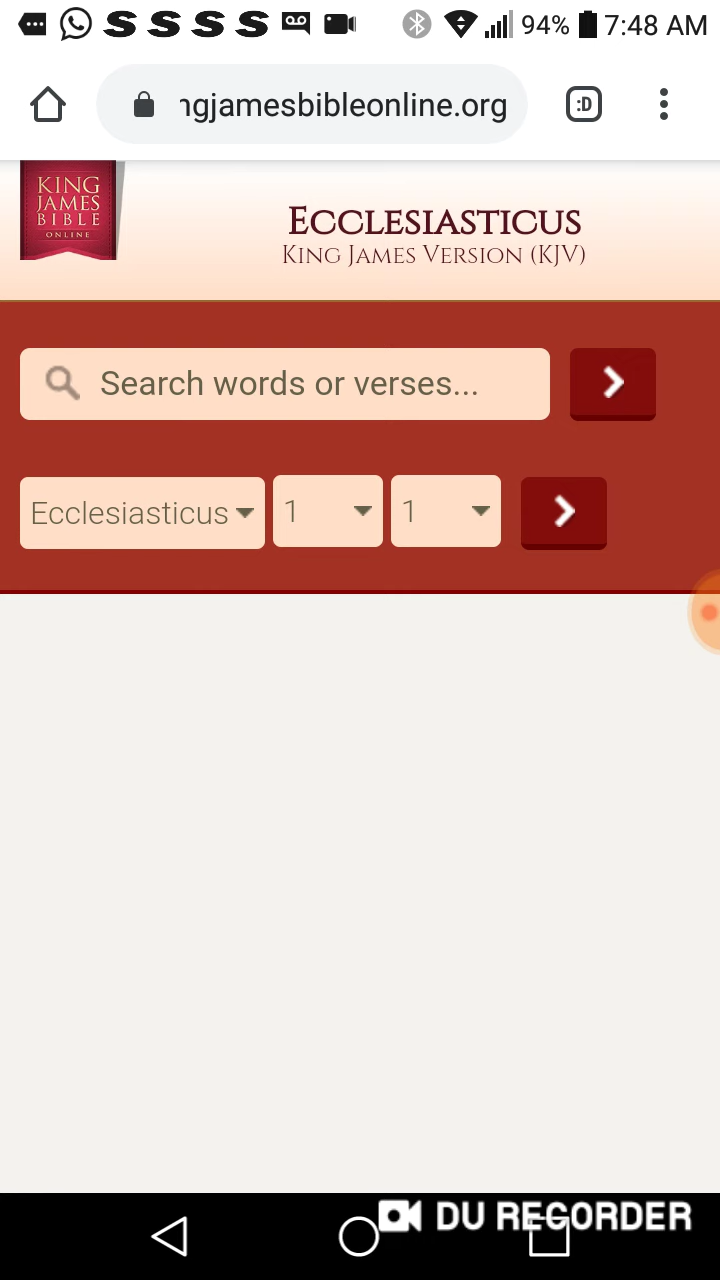 S S S S 94% 7:48 AM
ngjamesbibleonline.org :D
KING
JAMES
BIBLE
ONLINE
ECCLESIASTICUS
KING JAMES VERSION (KJV)
Search words or verses...
Ecclesiasticus 1 1
DU RECORDER